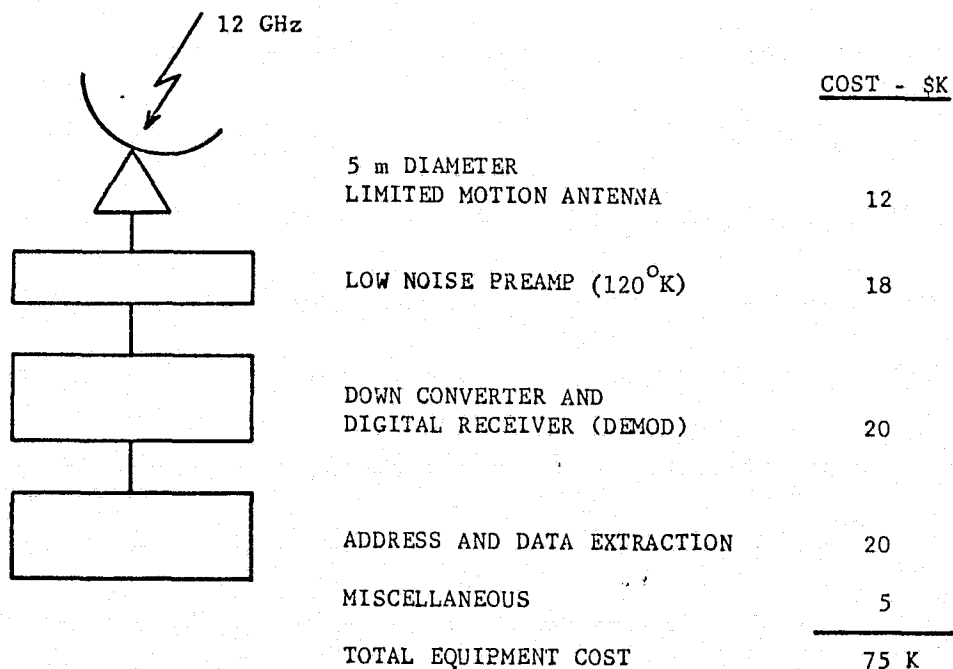 12 GHz
COST - $K
5 m DIAMETER
LIMITED MOTION ANTENNA 12
LOW NOISE PREAMP (120°K) 18
DOWN CONVERTER AND
DIGITAL RECEIVER (DEMOD) 20
ADDRESS AND DATA EXTRACTION 20
MISCELLANEOUS 5
TOTAL EQUIPMENT COST 75 K